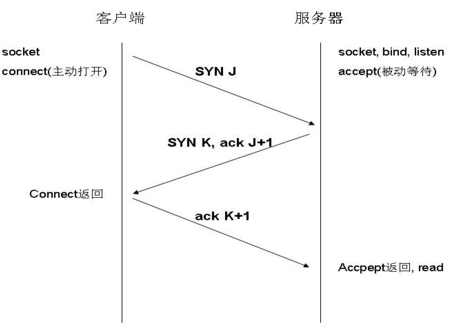 客户端
服务器
socket
connect(主动打开)
socket, bind, listen
accept(被动等待)
SYN J
SYN K, ack J+1
Connect返回
ack K+1
Accpept返回, read